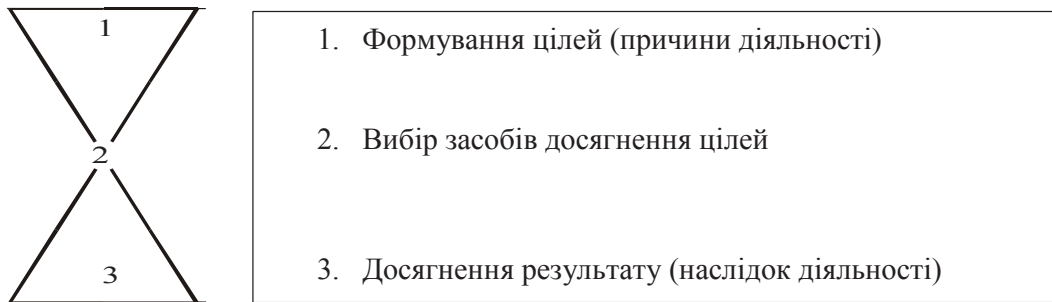 1
2
3
1. Формування цілей (причини діяльності)
2. Вибір засобів досягнення цілей
3. Досягнення результату (наслідок діяльності)